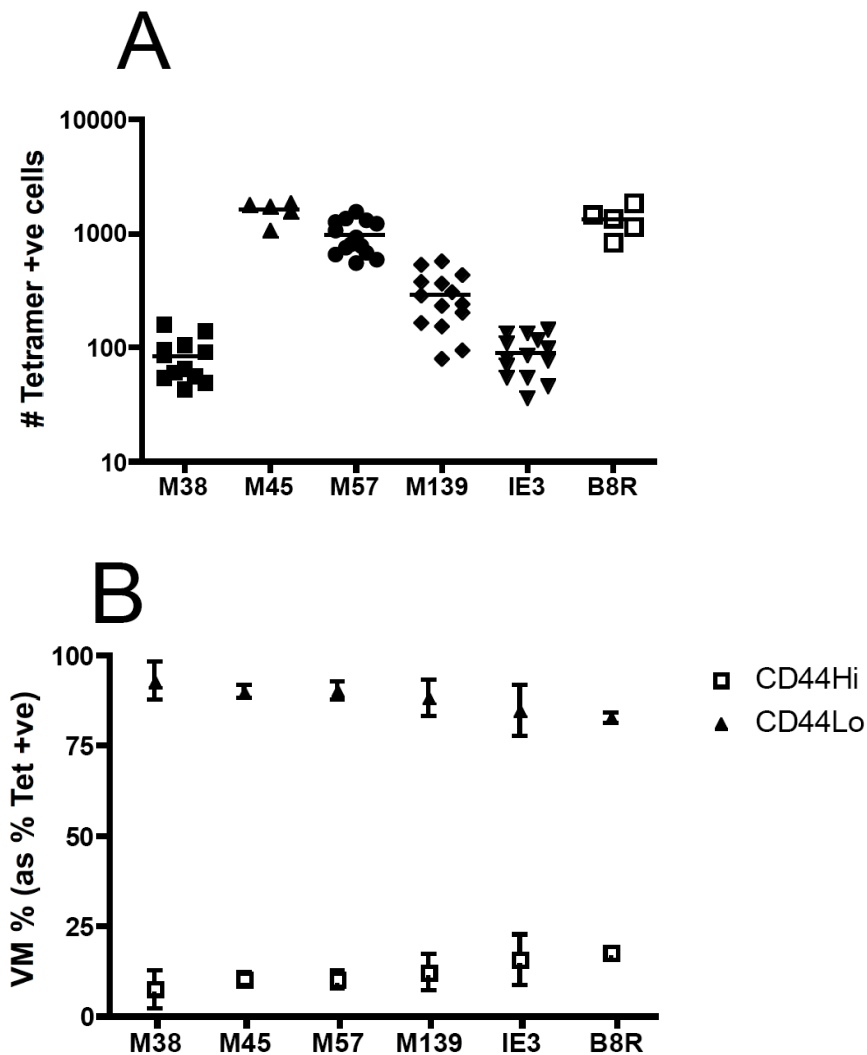 A
# Tetramer +ve cells
10000
1000
100
10
M38 M45 M57 M139 IE3 B8R
B
VM % (as % Tet +ve)
100
75
50
25
0
M38 M45 M57 M139 IE3 B8R
CD44Hi
CD44Lo